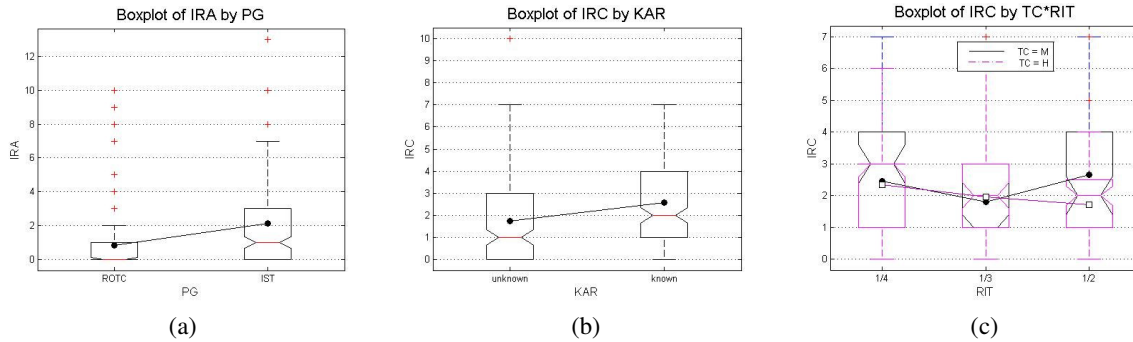 Boxplot of IRA by PG
12
10
8
6
4
2
0
IRA
ROTC
IST
PG
(a)
Boxplot of IRC by KAR
10
9
8
7
6
5
4
3
2
1
0
IRC
unknown
known
KAR
(b)
Boxplot of IRC by TC*RIT
7
6
5
4
3
2
1
0
IRC
TC = M
TC = H
1/4
1/3
1/2
RIT
(c)